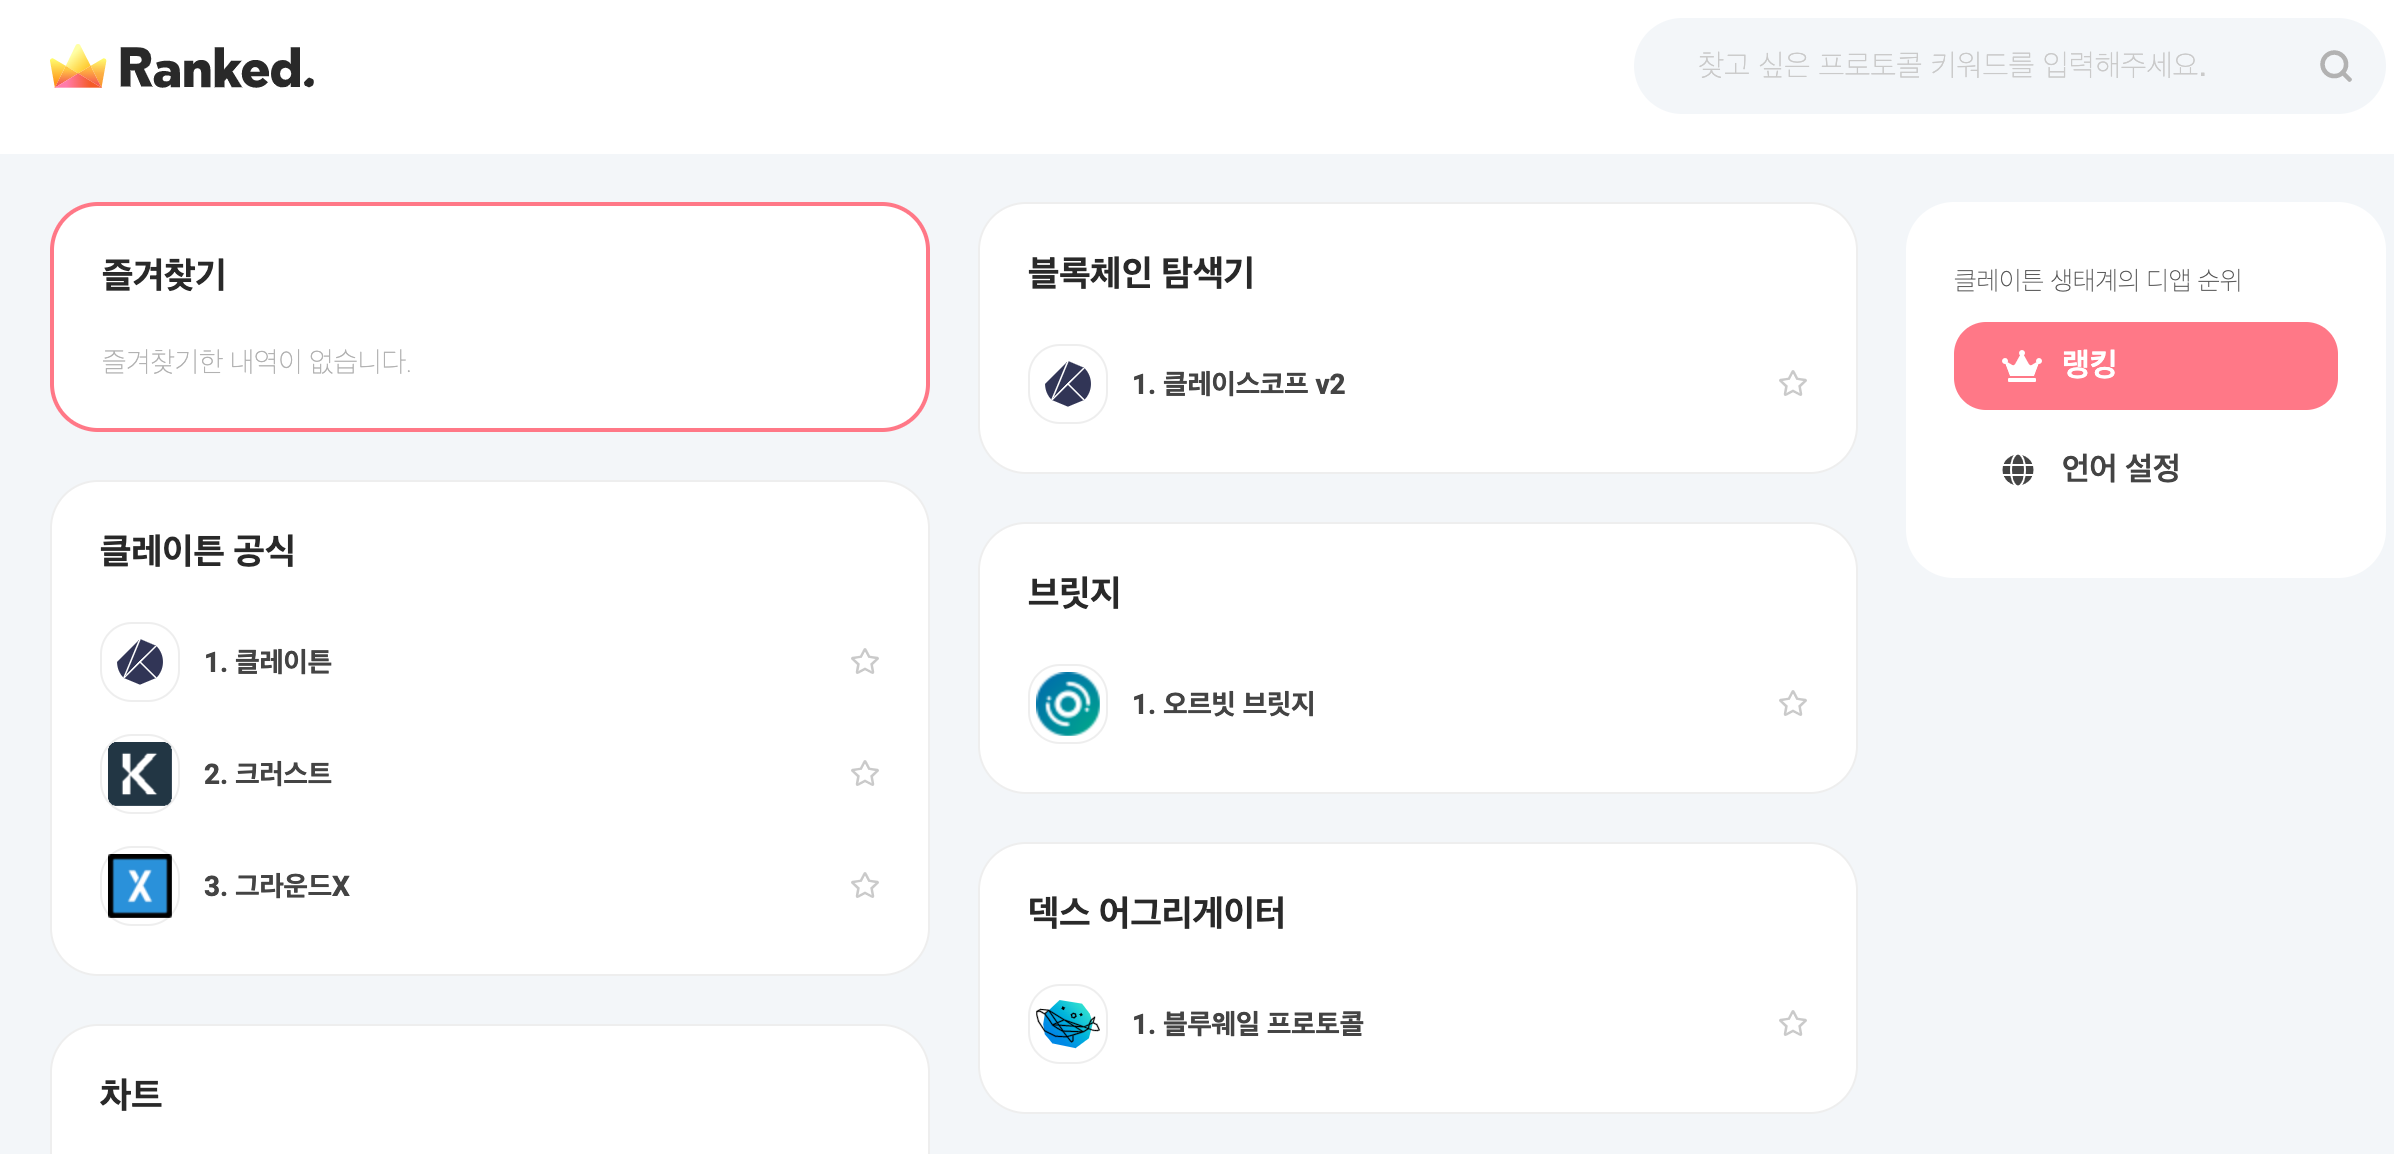 Ranked.
찾고 싶은 프로토콜 키워드를 입력해주세요.
즐겨찾기
즐겨찾기한 내역이 없습니다.
클레이튼 공식
1. 클레이튼
2. 크러스트
3. 그라운드X
차트
블록체인 탐색기
1. 클레이스코프 v2
브릿지
1. 오르빗 브릿지
덱스 어그리게이터
1. 블루웨일 프로토콜
클레이튼 생태계의 디앱 순위
랭킹
언어 설정